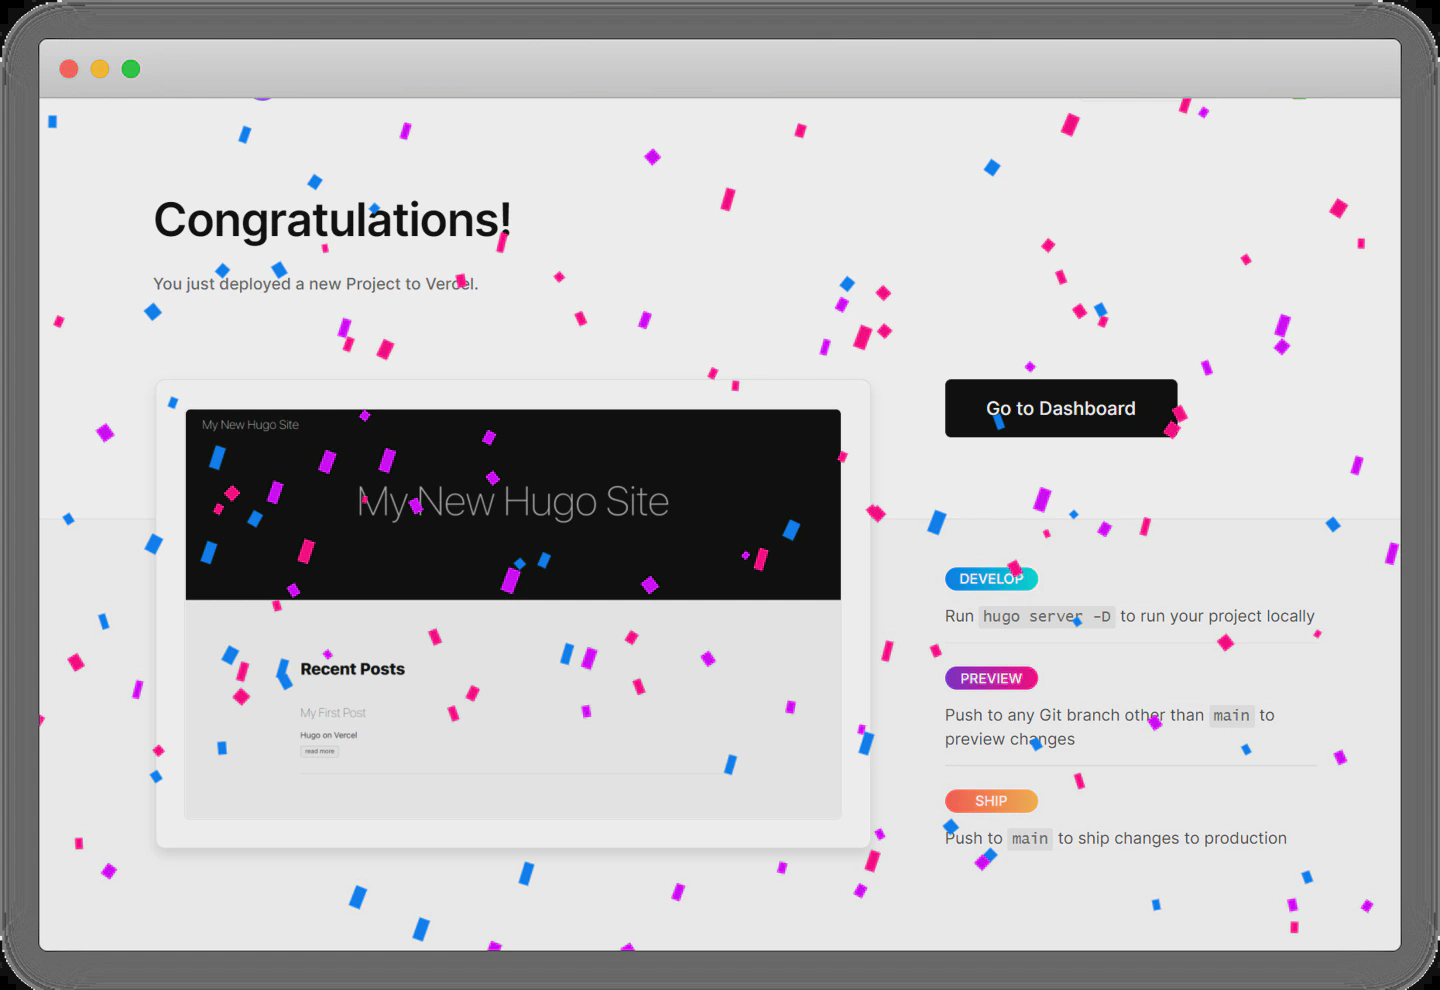 Congratulations!
You just deployed a new Project to Vercel.
My New Hugo Site
My New Hugo Site
Recent Posts
My First Post
Hugo on Vercel
read more
Go to Dashboard
DEVELOP
Run hugo server -D to run your project locally
PREVIEW
Push to any Git branch other than main to
preview changes
SHIP
Push to main to ship changes to production